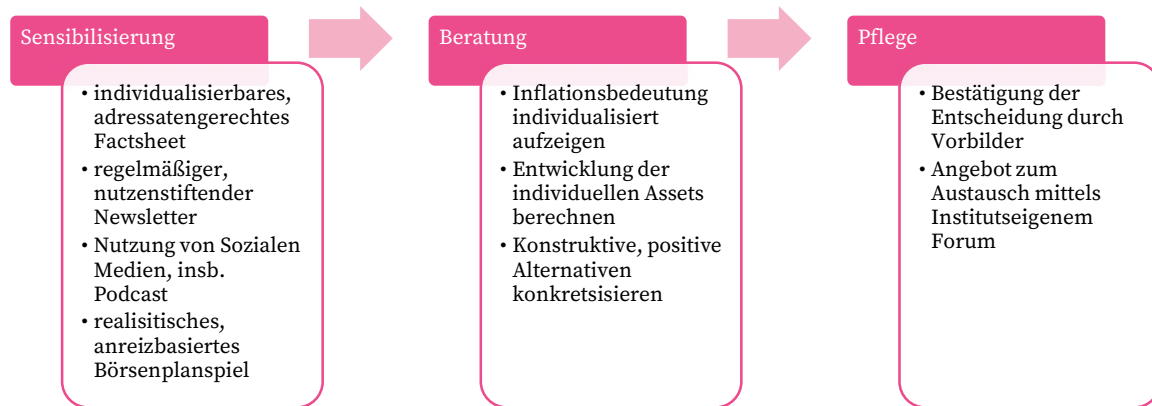 Sensibilisierung
• individualisierbares,
adressatengerechtes
Factsheet
• regelmäßiger,
nutzenstiftender
Newsletter
• Nutzung von Sozialen
Medien, insb.
Podcast
• realisitisches,
anreizbasiertes
Börsenplanspiel
Beratung
• Inflationsbedeutung
individualisiert
aufzeigen
• Entwicklung der
individuellen Assets
berechnen
• Konstruktive, positive
Alternativen
konkretsisieren
Pflege
• Bestätigung der
Entscheidung durch
Vorbilder
• Angebot zum
Austausch mittels
Institutseigenem
Forum